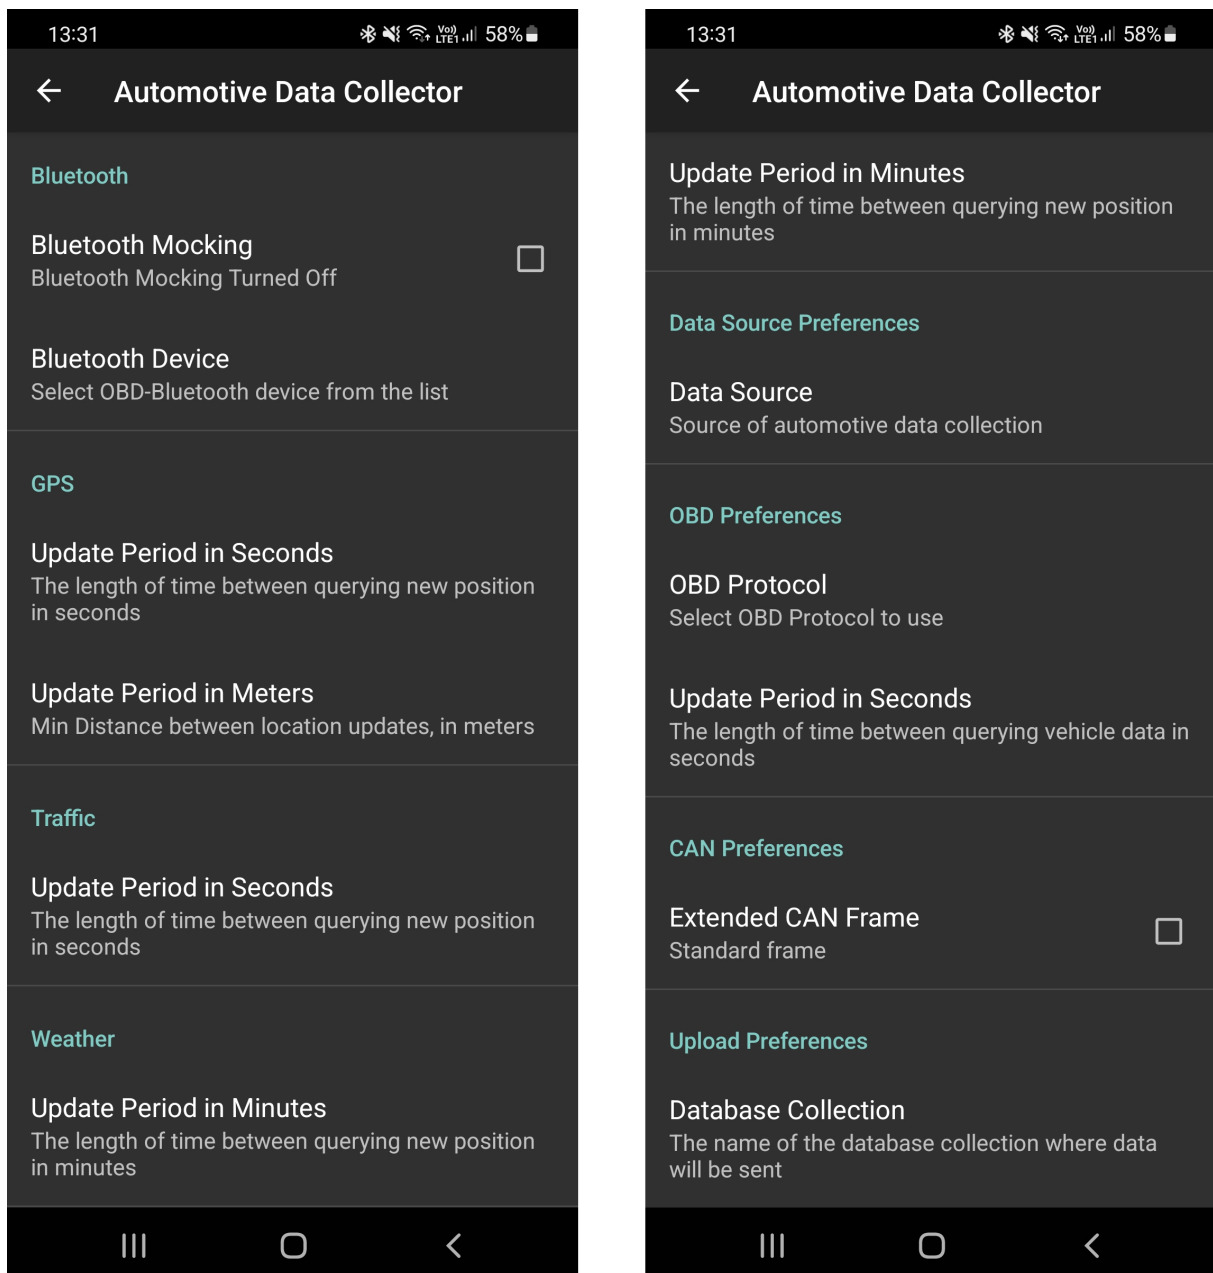 13:31
Vo)) LTE1 58%
Automotive Data Collector
Bluetooth
Bluetooth Mocking
Bluetooth Mocking Turned Off
Bluetooth Device
Select OBD-Bluetooth device from the list
GPS
Update Period in Seconds
The length of time between querying new position
in seconds
Update Period in Meters
Min Distance between location updates, in meters
Traffic
Update Period in Seconds
The length of time between querying new position
in seconds
Weather
Update Period in Minutes
The length of time between querying new position
in minutes
13:31
Vo)) LTE1 58%
Automotive Data Collector
Update Period in Minutes
The length of time between querying new position
in minutes
Data Source Preferences
Data Source
Source of automotive data collection
OBD Preferences
OBD Protocol
Select OBD Protocol to use
Update Period in Seconds
The length of time between querying vehicle data in
seconds
CAN Preferences
Extended CAN Frame
Standard frame
Upload Preferences
Database Collection
The name of the database collection where data
will be sent